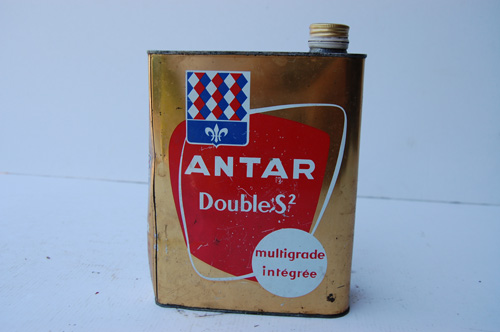 ANTAR
Double S²
multigrade
intégrée